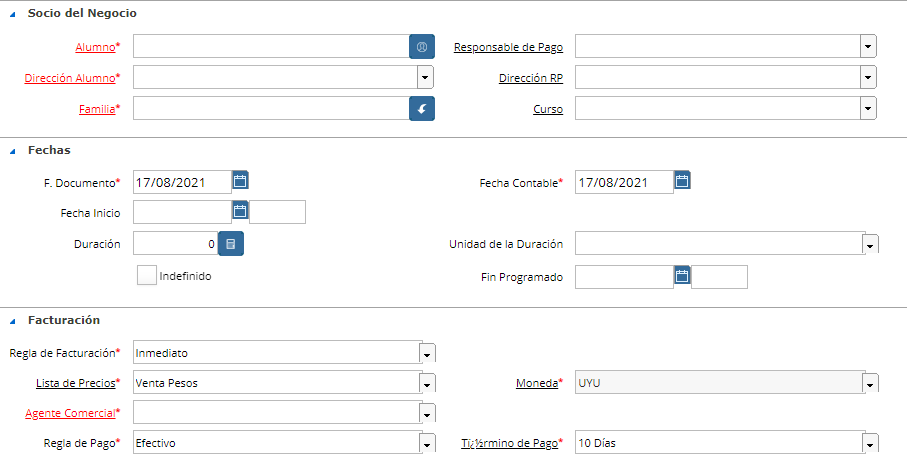 Socio del Negocio
Alumno* Responsable de Pago
Dirección Alumno* Dirección RP
Familia* Curso
Fechas
F. Documento* 17/08/2021 Fecha Contable* 17/08/2021
Fecha Inicio
Duración 0 Unidad de la Duración
Indefinido Fin Programado
Facturación
Regla de Facturación* Inmediato
Lista de Precios* Venta Pesos Moneda* UYU
Agente Comercial*
Regla de Pago* Efectivo Tï¿½rmino de Pago* 10 Días